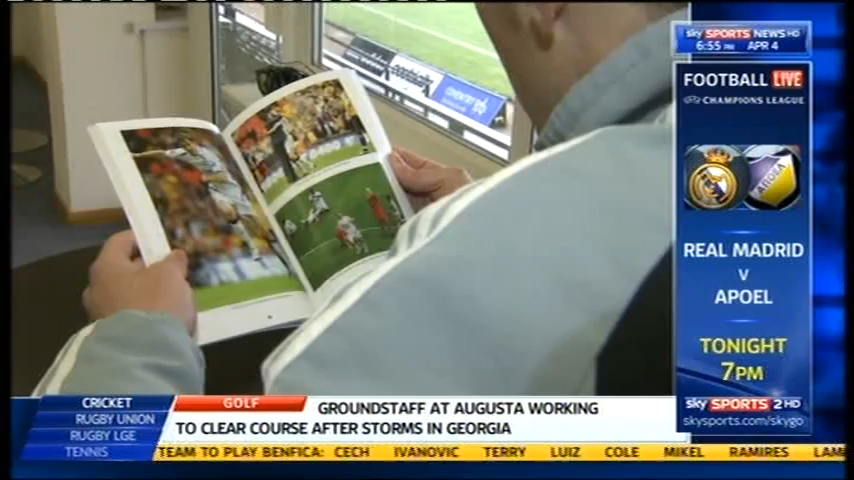 sky SPORTS NEWS HD
6:55 PM APR 4
FOOTBALL LIVE
CHAMPIONS LEAGUE
REAL MADRID
V
APOEL
TONIGHT
7PM
sky SPORTS 2 HD
skysports.com/skygo
COVENTRY
CRICKET
RUGBY UNION
RUGBY LGE
TENNIS
GOLF
GROUNDSTAFF AT AUGUSTA WORKING
TO CLEAR COURSE AFTER STORMS IN GEORGIA
TEAM TO PLAY BENFICA: CECH IVANOVIC TERRY LUIZ COLE MIKEL RAMIRES LAM